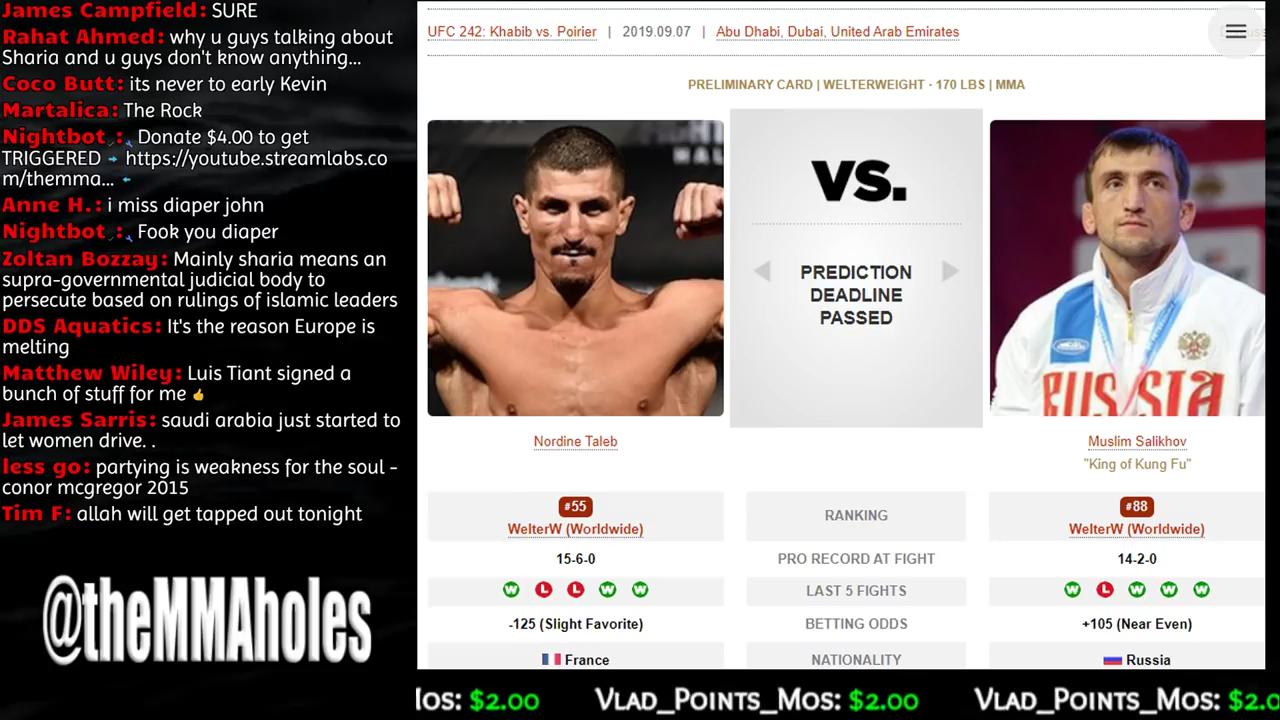 James Campfield: SURE
Rahat Ahmed: why u guys talking about
Sharia and u guys don't know anything...
Coco Butt: its never to early Kevin
Martalica: The Rock
Nightbot: Donate $4.00 to get
TRIGGERED https://youtube.streamlabs.co
m/themma...
Anne H.: i miss diaper john
Nightbot: Fook you diaper
Zoltan Bozzay: Mainly sharia means an
supra-governmental judicial body to
persecute based on rulings of islamic leaders
DDS Aquatics: It's the reason Europe is
melting
Matthew Wiley: Luis Tiant signed a
bunch of stuff for me
James Sarris: saudi arabia just started to
let women drive. .
less go: partying is weakness for the soul -
conor mcgregor 2015
Tim F: allah will get tapped out tonight
@theMMAholes
UFC 242: Khabib vs. Poirier | 2019.09.07 | Abu Dhabi, Dubai, United Arab Emirates
PRELIMINARY CARD | WELTERWEIGHT · 170 LBS | MMA
VS.
PREDICTION
DEADLINE
PASSED
RUSSIA
Nordine Taleb
Muslim Salikhov
"King of Kung Fu"
#55 RANKING #88
WelterW (Worldwide) WelterW (Worldwide)
15-6-0 PRO RECORD AT FIGHT 14-2-0
W L L W W LAST 5 FIGHTS W L W W W
-125 (Slight Favorite) BETTING ODDS +105 (Near Even)
France NATIONALITY Russia
MOS: $2.00 VLAD_POINTS_MOS: $2.00 VLAD_POINTS_MOS: $2.0